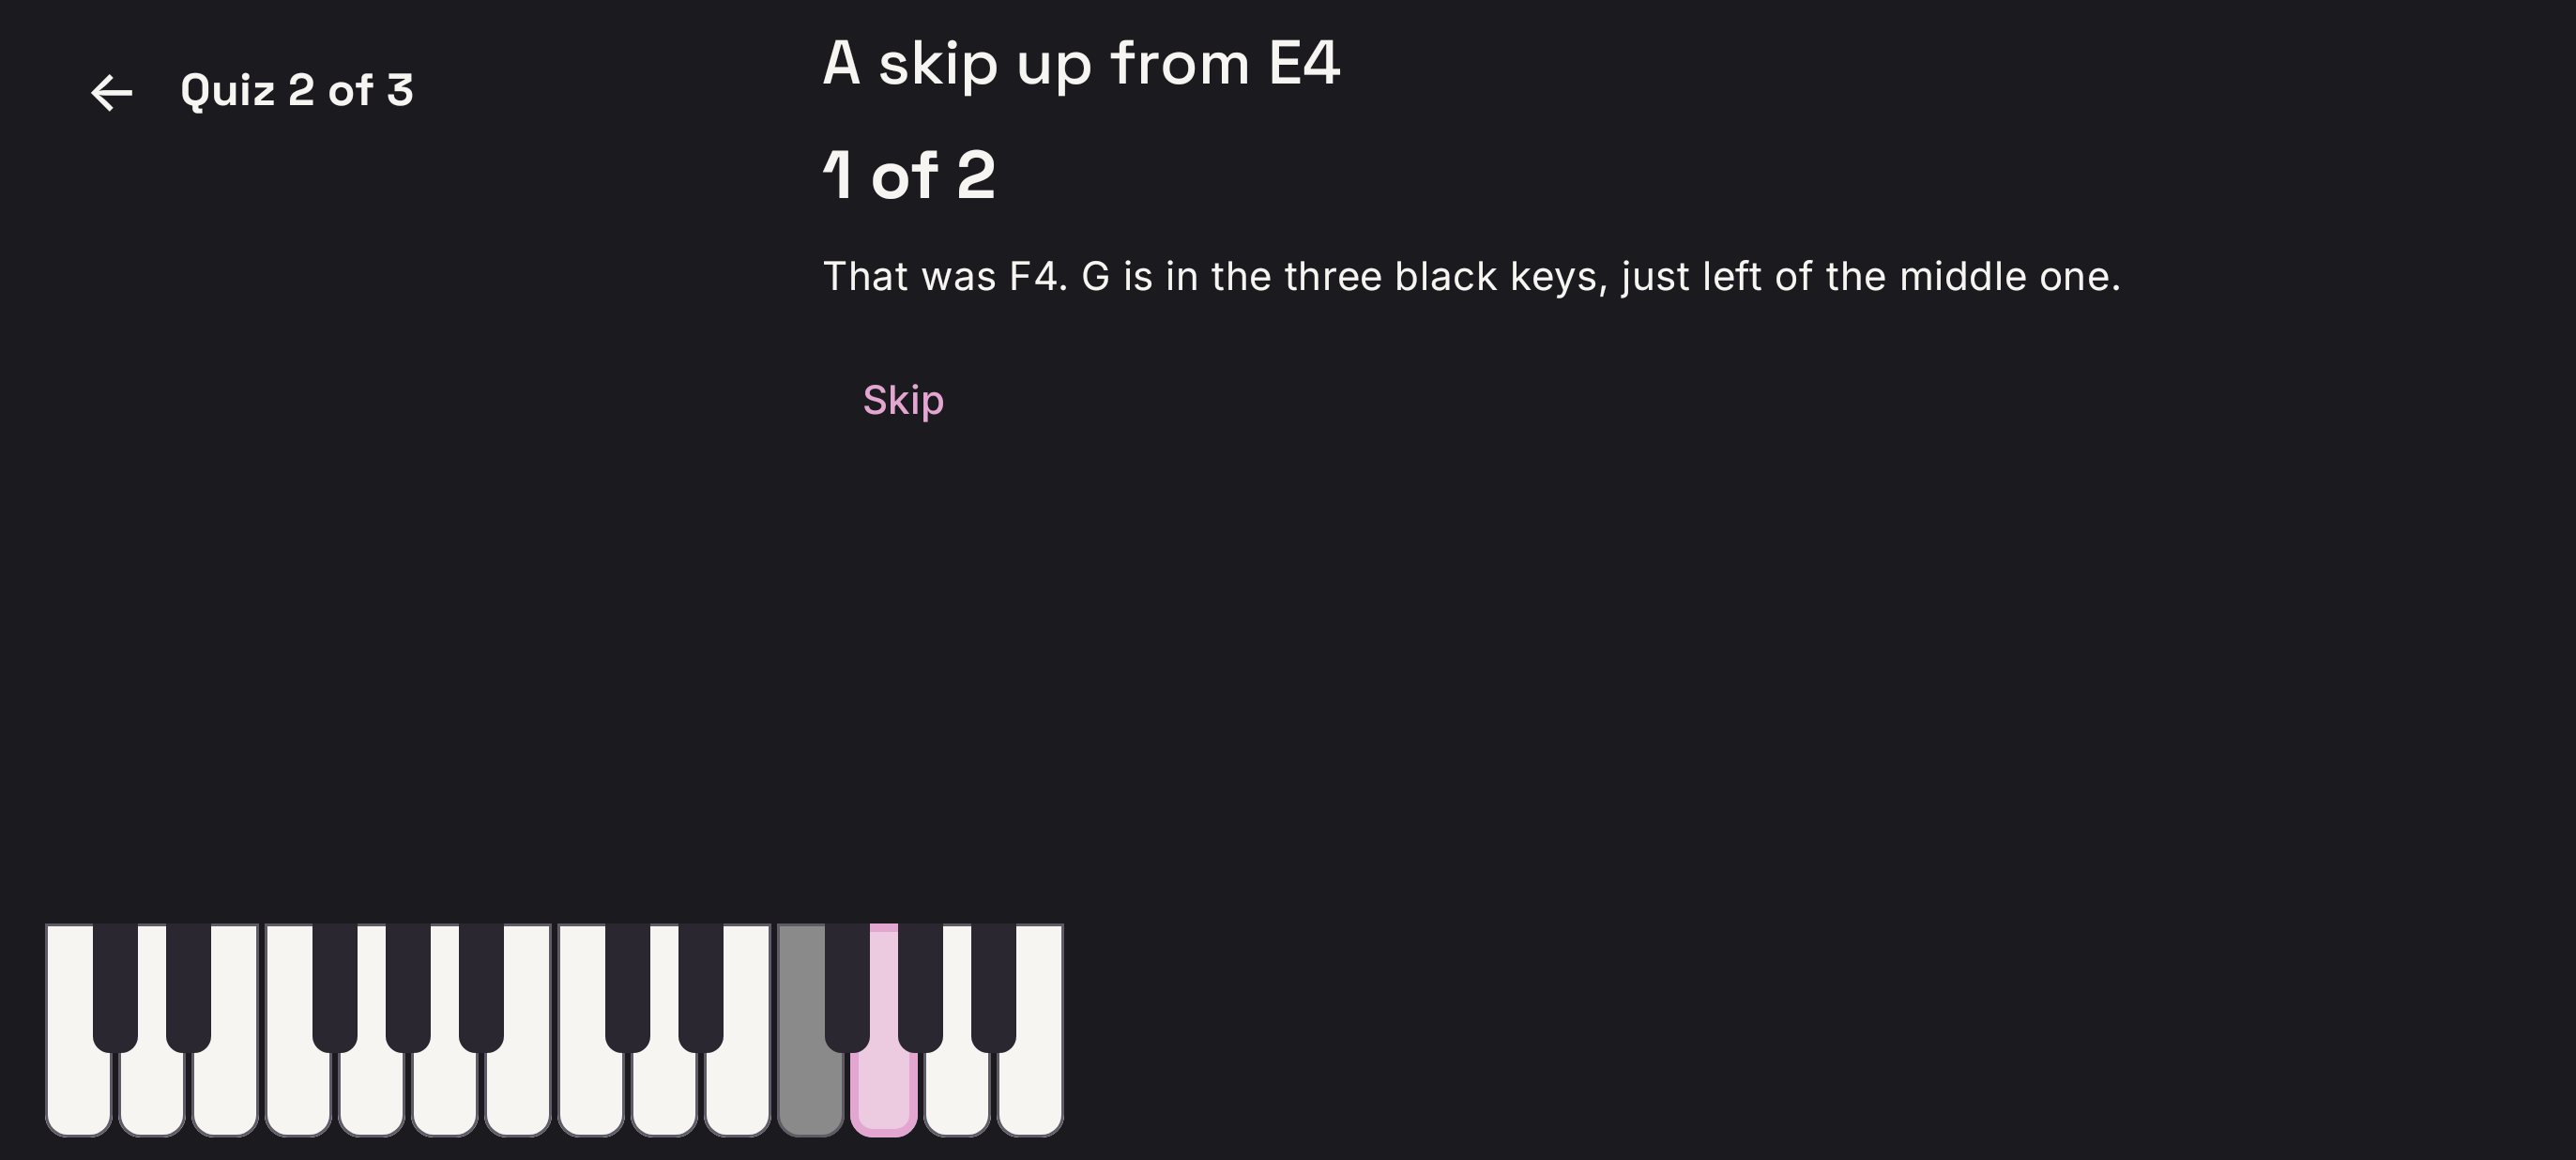 Quiz 2 of 3
A skip up from E4
1 of 2
That was F4. G is in the three black keys, just left of the middle one.
Skip